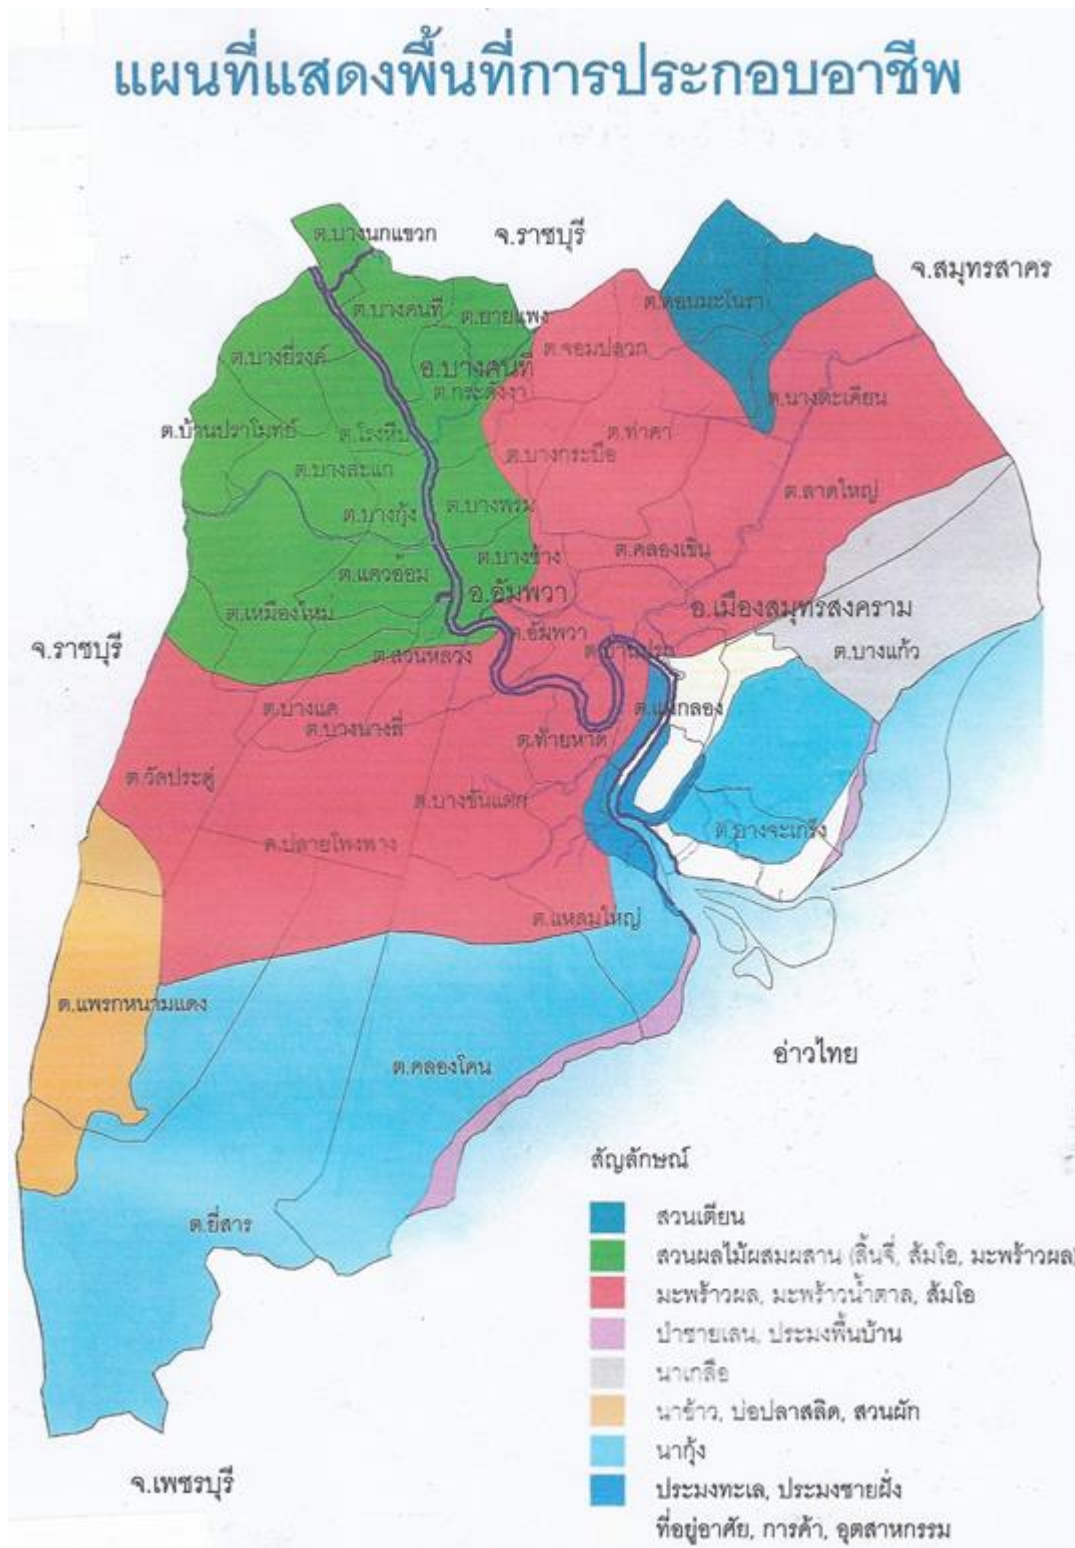 แผนที่แสดงพื้นที่การประกอบอาชีพ
ต.บางนกแขวก
จ.ราชบุรี
จ.สมุทรสาคร
ต.บางคนที
ต.ยายแพง
ต.ดอนมะโนรา
ต.บางยี่รงค์
อ.บางคนที
ต.จอมปลวก
ต.กระดังงา
ต.นางตะเคียน
ต.บ้านปราโมทย์
ต.โรงหีบ
ต.ท่าคา
ต.บางสะแก
ต.บางกระบือ
ต.ลาดใหญ่
ต.บางกุ้ง
ต.บางพรม
ต.บางช้าง
ต.คลองเขิน
ต.แควอ้อม
อ.อัมพวา
ต.เหมืองใหม่
อ.เมืองสมุทรสงคราม
จ.ราชบุรี
ต.อัมพวา
ต.สวนหลวง
ต.บ้านปรก
ต.บางแก้ว
ต.บางแค
ต.บางนางลี่
ต.แม่กลอง
ต.ท้ายหาด
ต.วัดประดู่
ต.บางขันแตก
ต.บางจะเกร็ง
ต.ปลายโพงพาง
ต.แหลมใหญ่
ต.แพรกหนามแดง
ต.คลองโคน
อ่าวไทย
ต.ยี่สาร
จ.เพชรบุรี
สัญลักษณ์
สวนเตียน
สวนผลไม้ผสมผสาน (ลิ้นจี่, ส้มโอ, มะพร้าวผล)
มะพร้าวผล, มะพร้าวน้ำตาล, ส้มโอ
ป่าชายเลน, ประมงพื้นบ้าน
นาเกลือ
นาข้าว, บ่อปลาสลิด, สวนผัก
นากุ้ง
ประมงทะเล, ประมงชายฝั่ง
ที่อยู่อาศัย, การค้า, อุตสาหกรรม